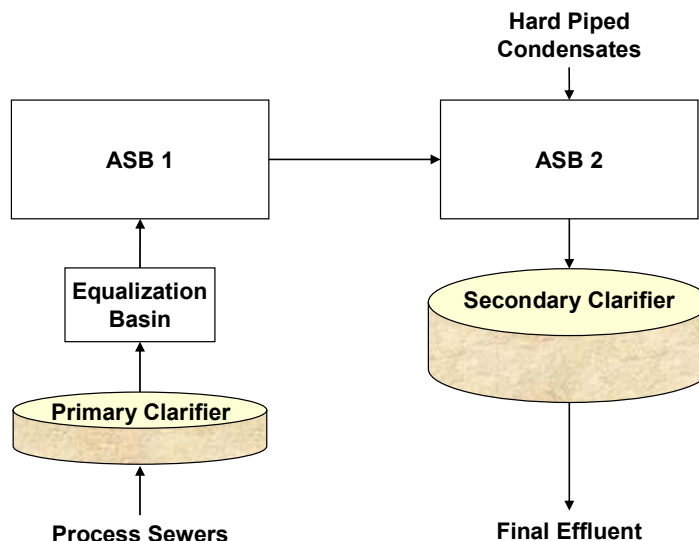 Hard Piped
Condensates
ASB 1
ASB 2
Equalization
Basin
Secondary Clarifier
Primary Clarifier
Process Sewers
Final Effluent